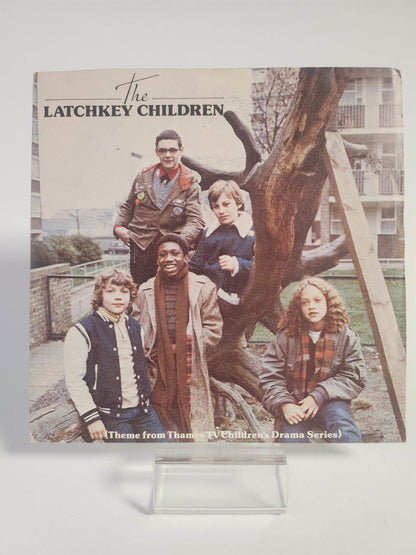 The
LATCHKEY CHILDREN
(Theme from Thames TV Children's Drama Series)